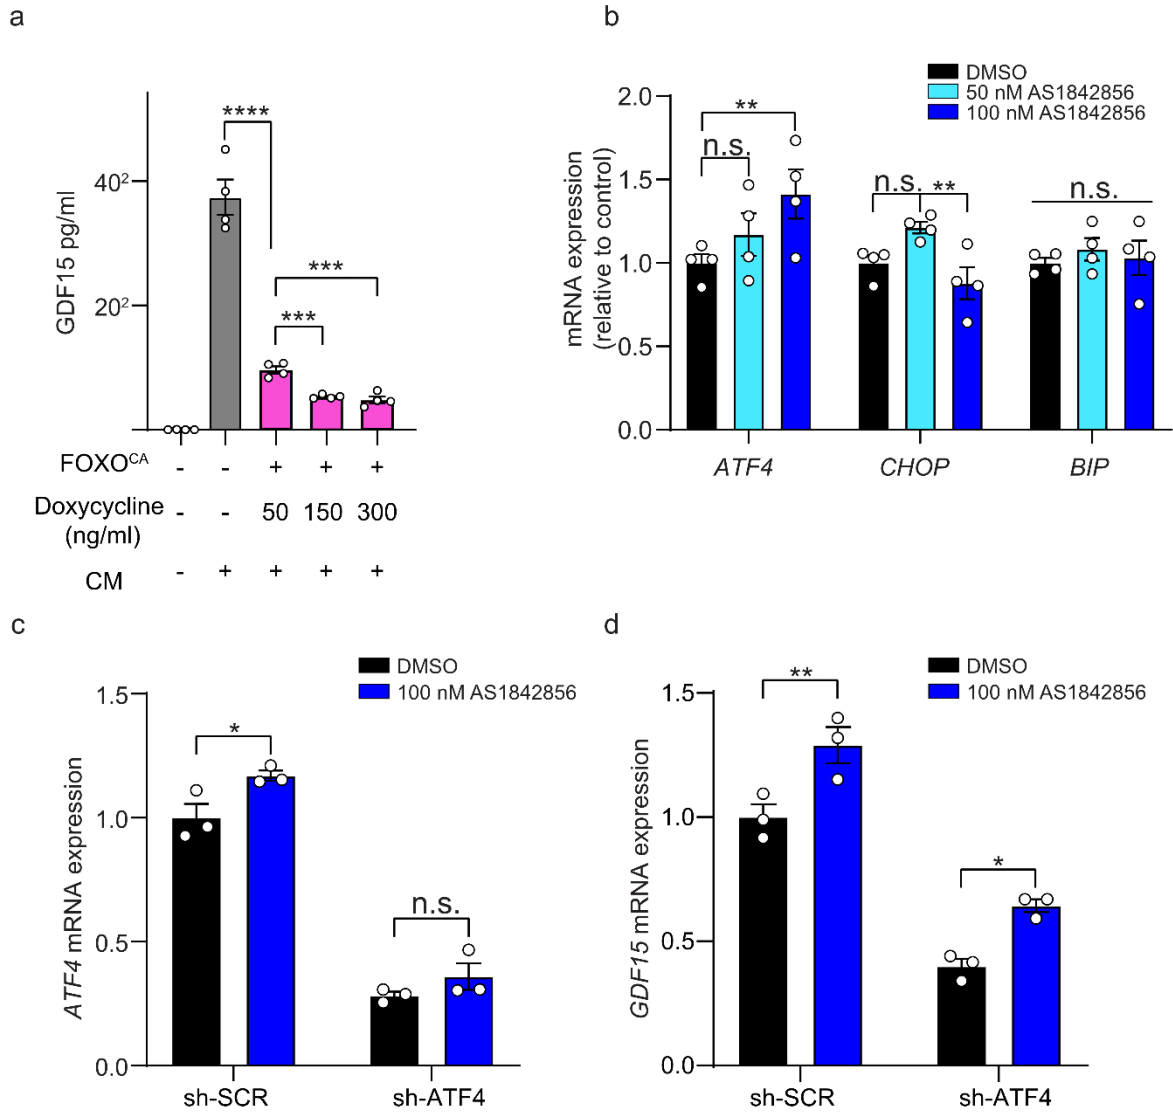 a
GDF15 pg/ml
40²
20²
****
***
***
FOXOᶜᴬ - - + + +
Doxycycline - - 50 150 300
(ng/ml)
CM - + + + +
b
DMSO
50 nM AS1842856
100 nM AS1842856
mRNA expression
(relative to control)
2.0
1.5
1.0
0.5
0.0
**
n.s.
n.s. **
n.s.
ATF4 CHOP BIP
c
DMSO
100 nM AS1842856
ATF4 mRNA expression
1.5
1.0
0.5
0.0
*
n.s.
sh-SCR sh-ATF4
d
DMSO
100 nM AS1842856
GDF15 mRNA expression
1.5
1.0
0.5
0.0
**
*
sh-SCR sh-ATF4